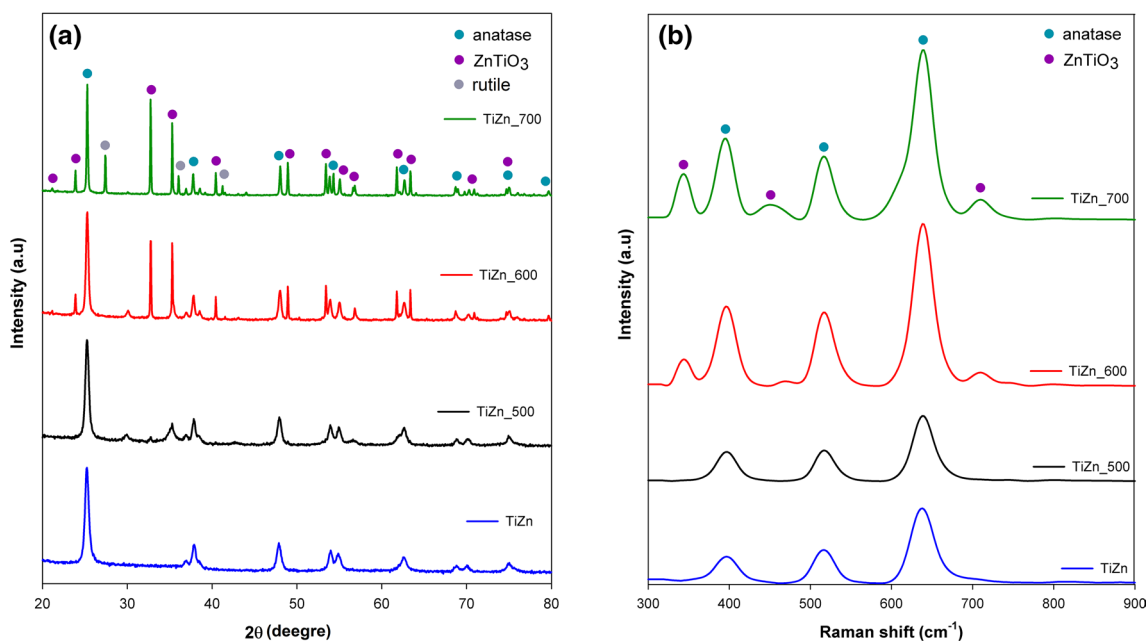 (a)
anatase
ZnTiO3
rutile
TiZn_700
TiZn_600
TiZn_500
TiZn
Intensity (a.u)
20 30 40 50 60 70 80
2θ (deegre)
(b)
anatase
ZnTiO3
TiZn_700
TiZn_600
TiZn_500
TiZn
Intensity (a.u)
300 400 500 600 700 800 900
Raman shift (cm-1)